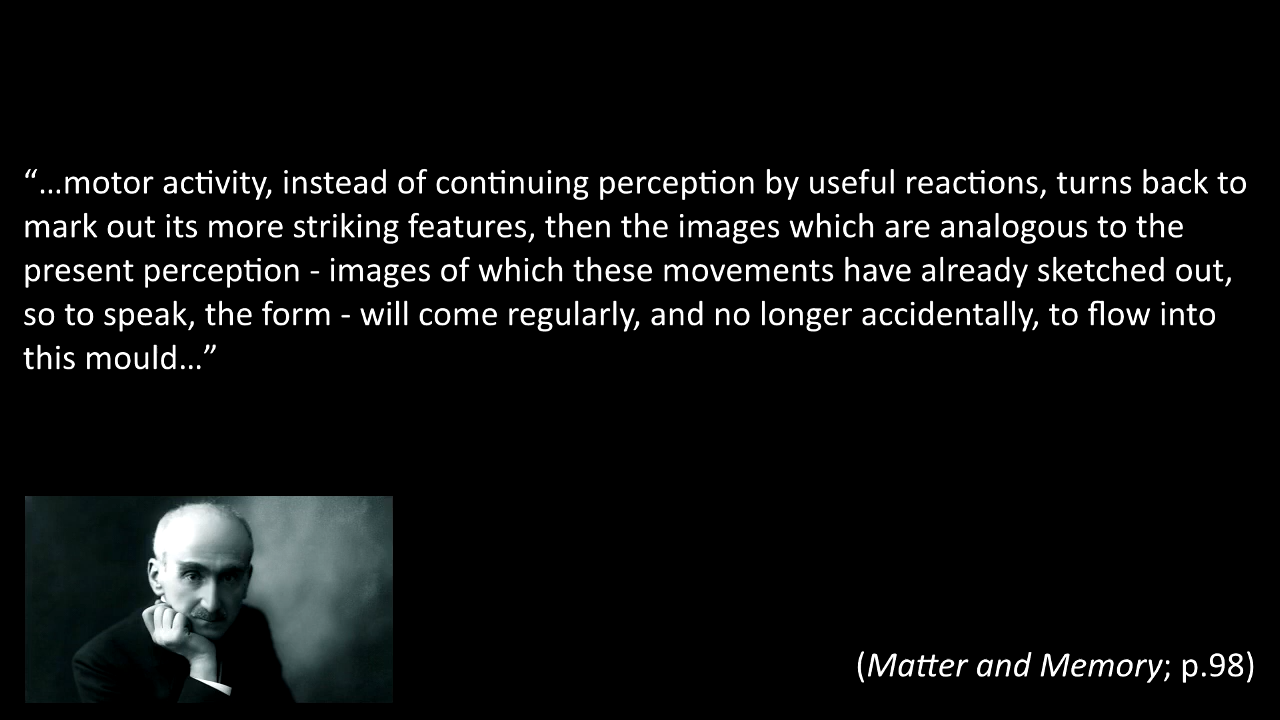 “…motor activity, instead of continuing perception by useful reactions, turns back to
mark out its more striking features, then the images which are analogous to the
present perception - images of which these movements have already sketched out,
so to speak, the form - will come regularly, and no longer accidentally, to flow into
this mould…”
(Matter and Memory; p.98)